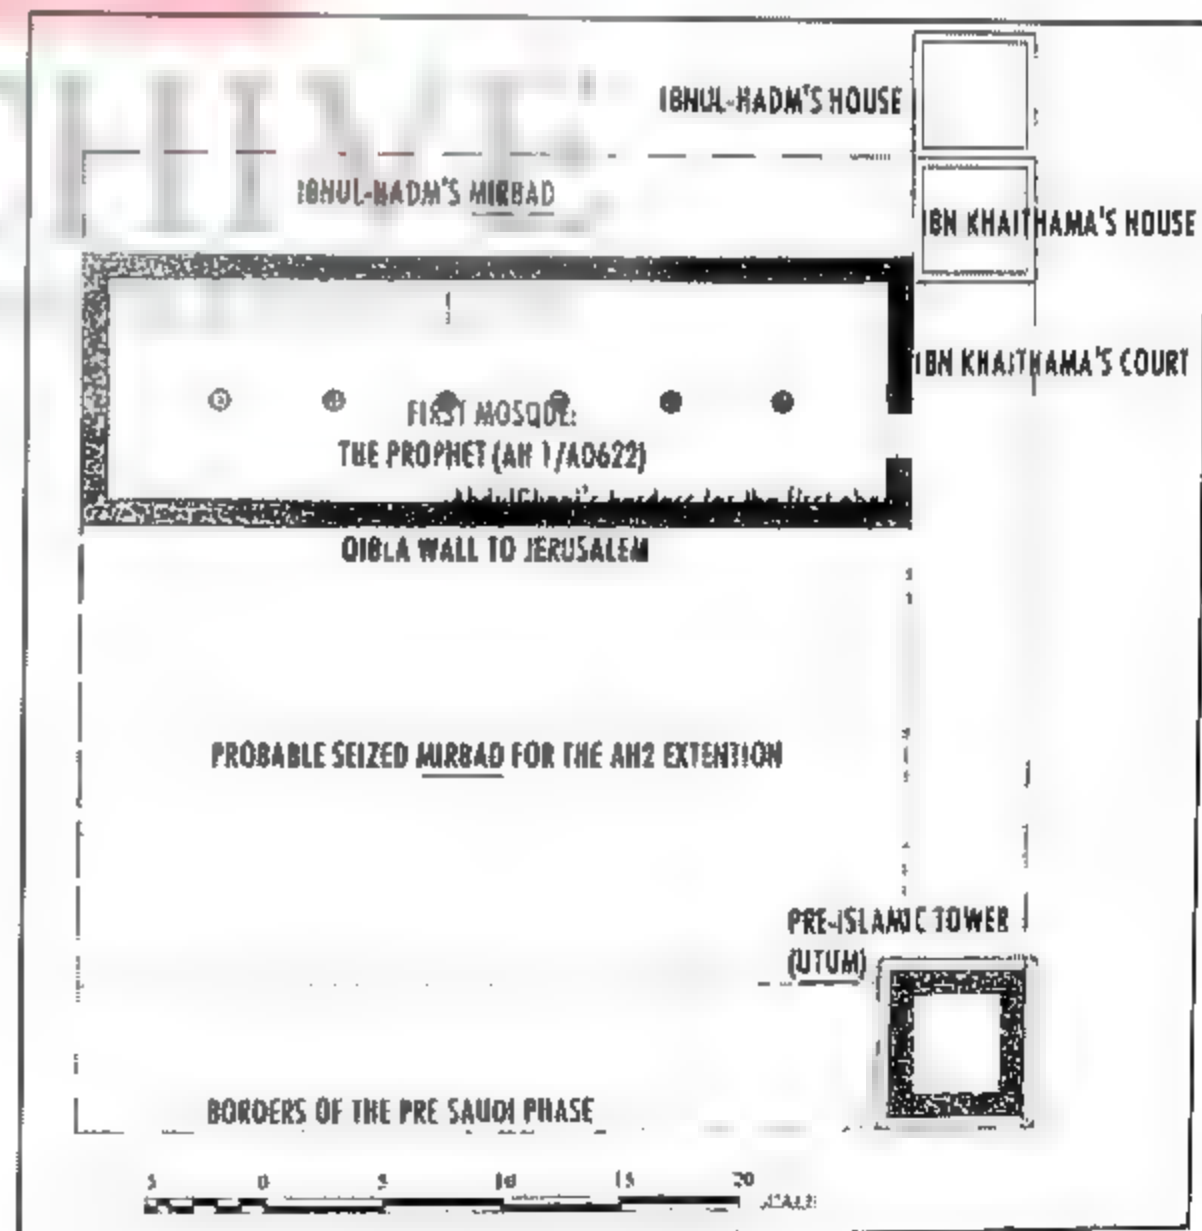 IBNUL-HADM'S HOUSE
IBNUL-HADM'S MIRBAD
IBN KHAITHAMA'S HOUSE
IBN KHAITHAMA'S COURT
FIRST MOSQUE:
THE PROPHET (AH 1/AD622)
QIBLA WALL TO JERUSALEM
PROBABLE SEIZED MIRBAD FOR THE AH2 EXTENTION
PRE-ISLAMIC TOWER
(UTUM)
BORDERS OF THE PRE SAUDI PHASE
5 0 5 10 15 20 SCALE